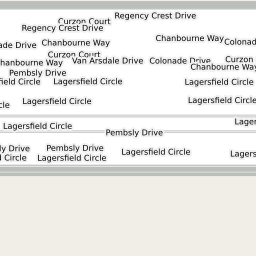 Regency Crest Drive
Curzon Court
Regency Crest Drive
Chanbourne Way
Colonad
ade Drive
Chanbourne Way
Curzon Court
hanbourne Way
Van Arsdale Drive
Colonade Drive
Curzon
Chanbourne Way
Pembsly Drive
field Circle
Lagersfield Circle
Lagersfield Circle
cle
Lagersfield Circle
Lagersfield Circle
Lager
Lagersfield Circle
Pembsly Drive
ly Drive
Pembsly Drive
Lagersfield Circle
Lagers
d Circle
Lagersfield Circle